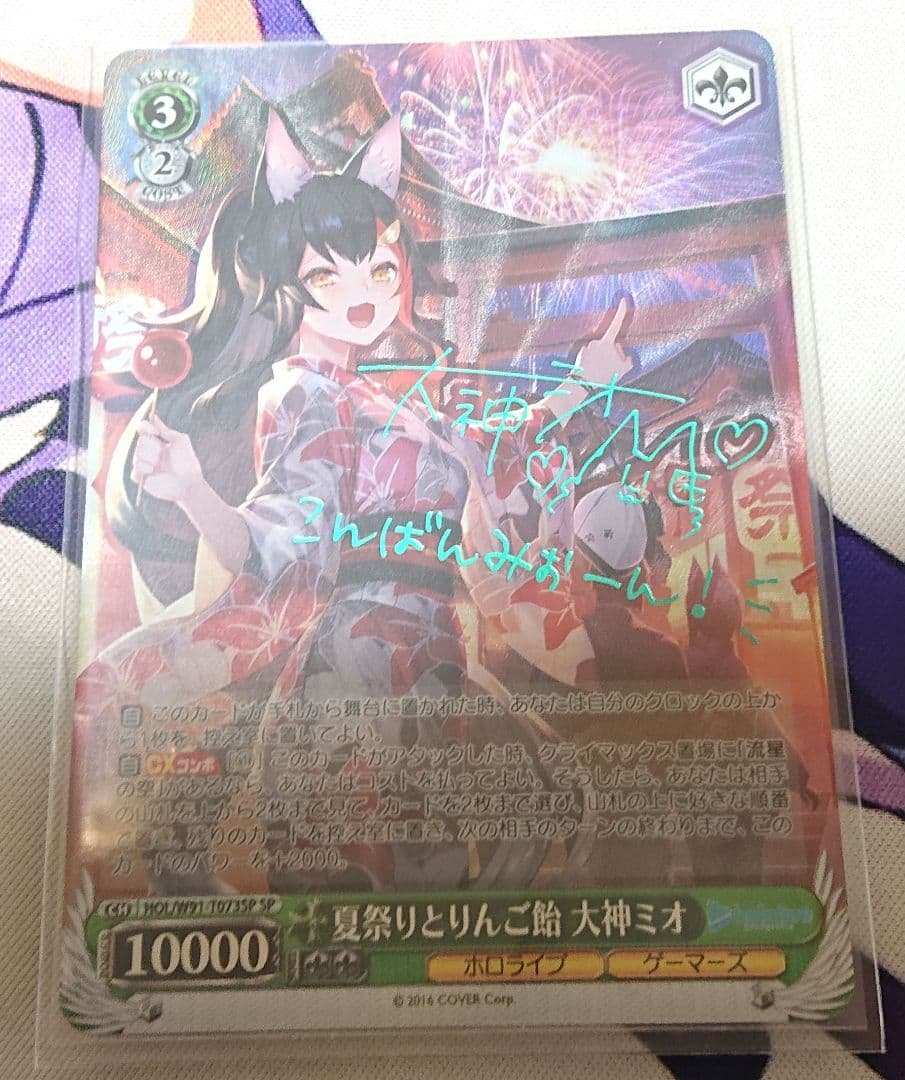 LEVEL
3
2
COST
大神ミオ
こんばんみぉーん!
祭
自 このカードが手札から舞台に置かれた時、あなたは自分のクロックの上か
ら1枚を、控え室に置いてよい。
自 CXコンボ [(1)] このカードがアタックした時、クライマックス置場に「流星
の空」があるなら、あなたはコストを払ってよい。そうしたら、あなたは相手
の山札を上から2枚まで見て、カードを2枚まで選び、山札の上に好きな順番
で置き、残りのカードを控え室に置き、次の相手のターンの終わりまで、この
カードのパワーを+2000。
CH HOL/W91-T073SP SP
夏祭りとりんご飴 大神ミオ
10000
ホロライブ ゲーマーズ
© 2016 COVER Corp.